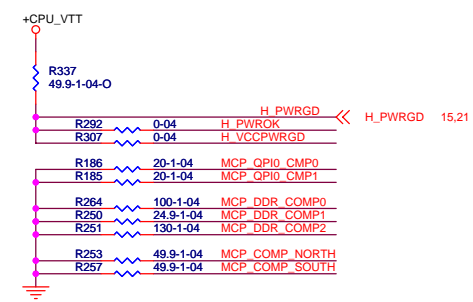 +CPU_VTT
R337
49.9-1-04-O
H_PWRGD
H_PWRGD 15,21
R292 0-04 H_PWROK
R307 0-04 H_VCCPWRGD
R186 20-1-04 MCP_QPI0_CMP0
R185 20-1-04 MCP_QPI0_CMP1
R264 100-1-04 MCP_DDR_COMP0
R250 24.9-1-04 MCP_DDR_COMP1
R251 130-1-04 MCP_DDR_COMP2
R253 49.9-1-04 MCP_COMP_NORTH
R257 49.9-1-04 MCP_COMP_SOUTH